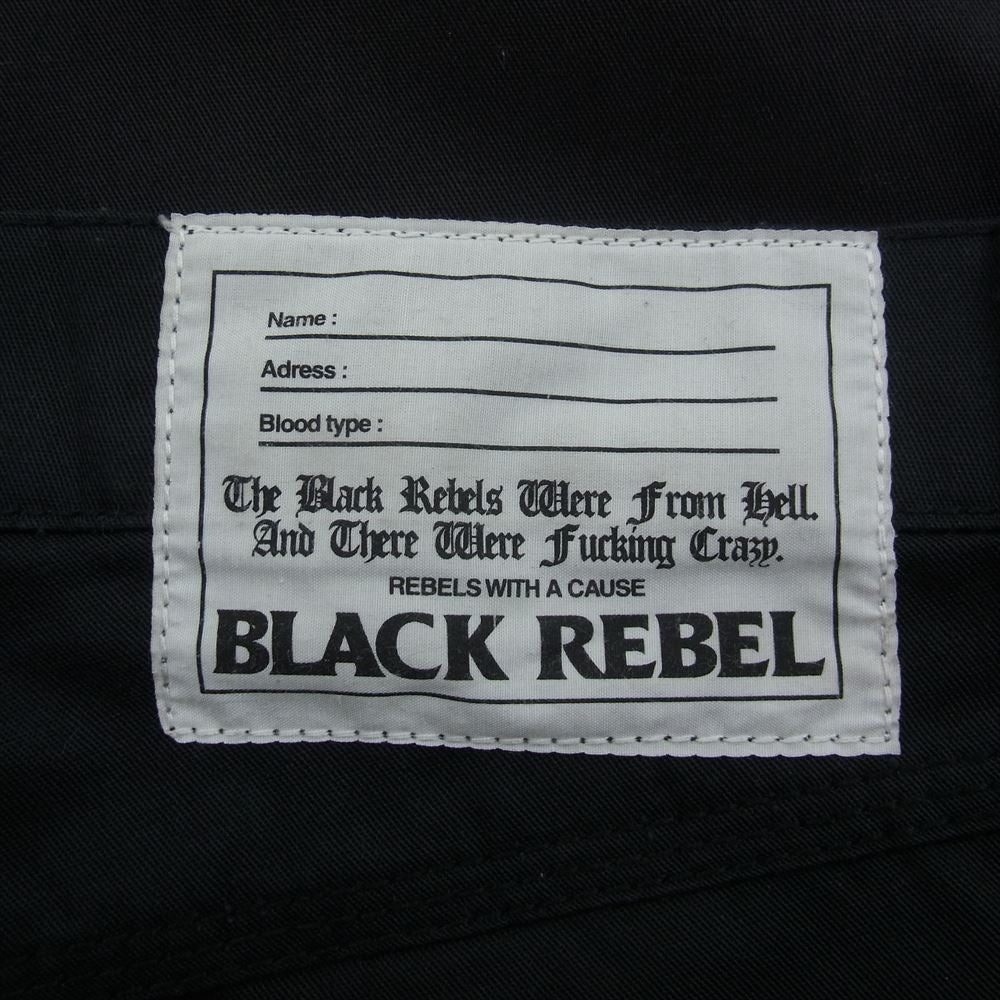 Name :
Adress :
Blood type :
The Black Rebels Were From Hell.
And There Were Fucking Crazy.
REBELS WITH A CAUSE
BLACK REBEL